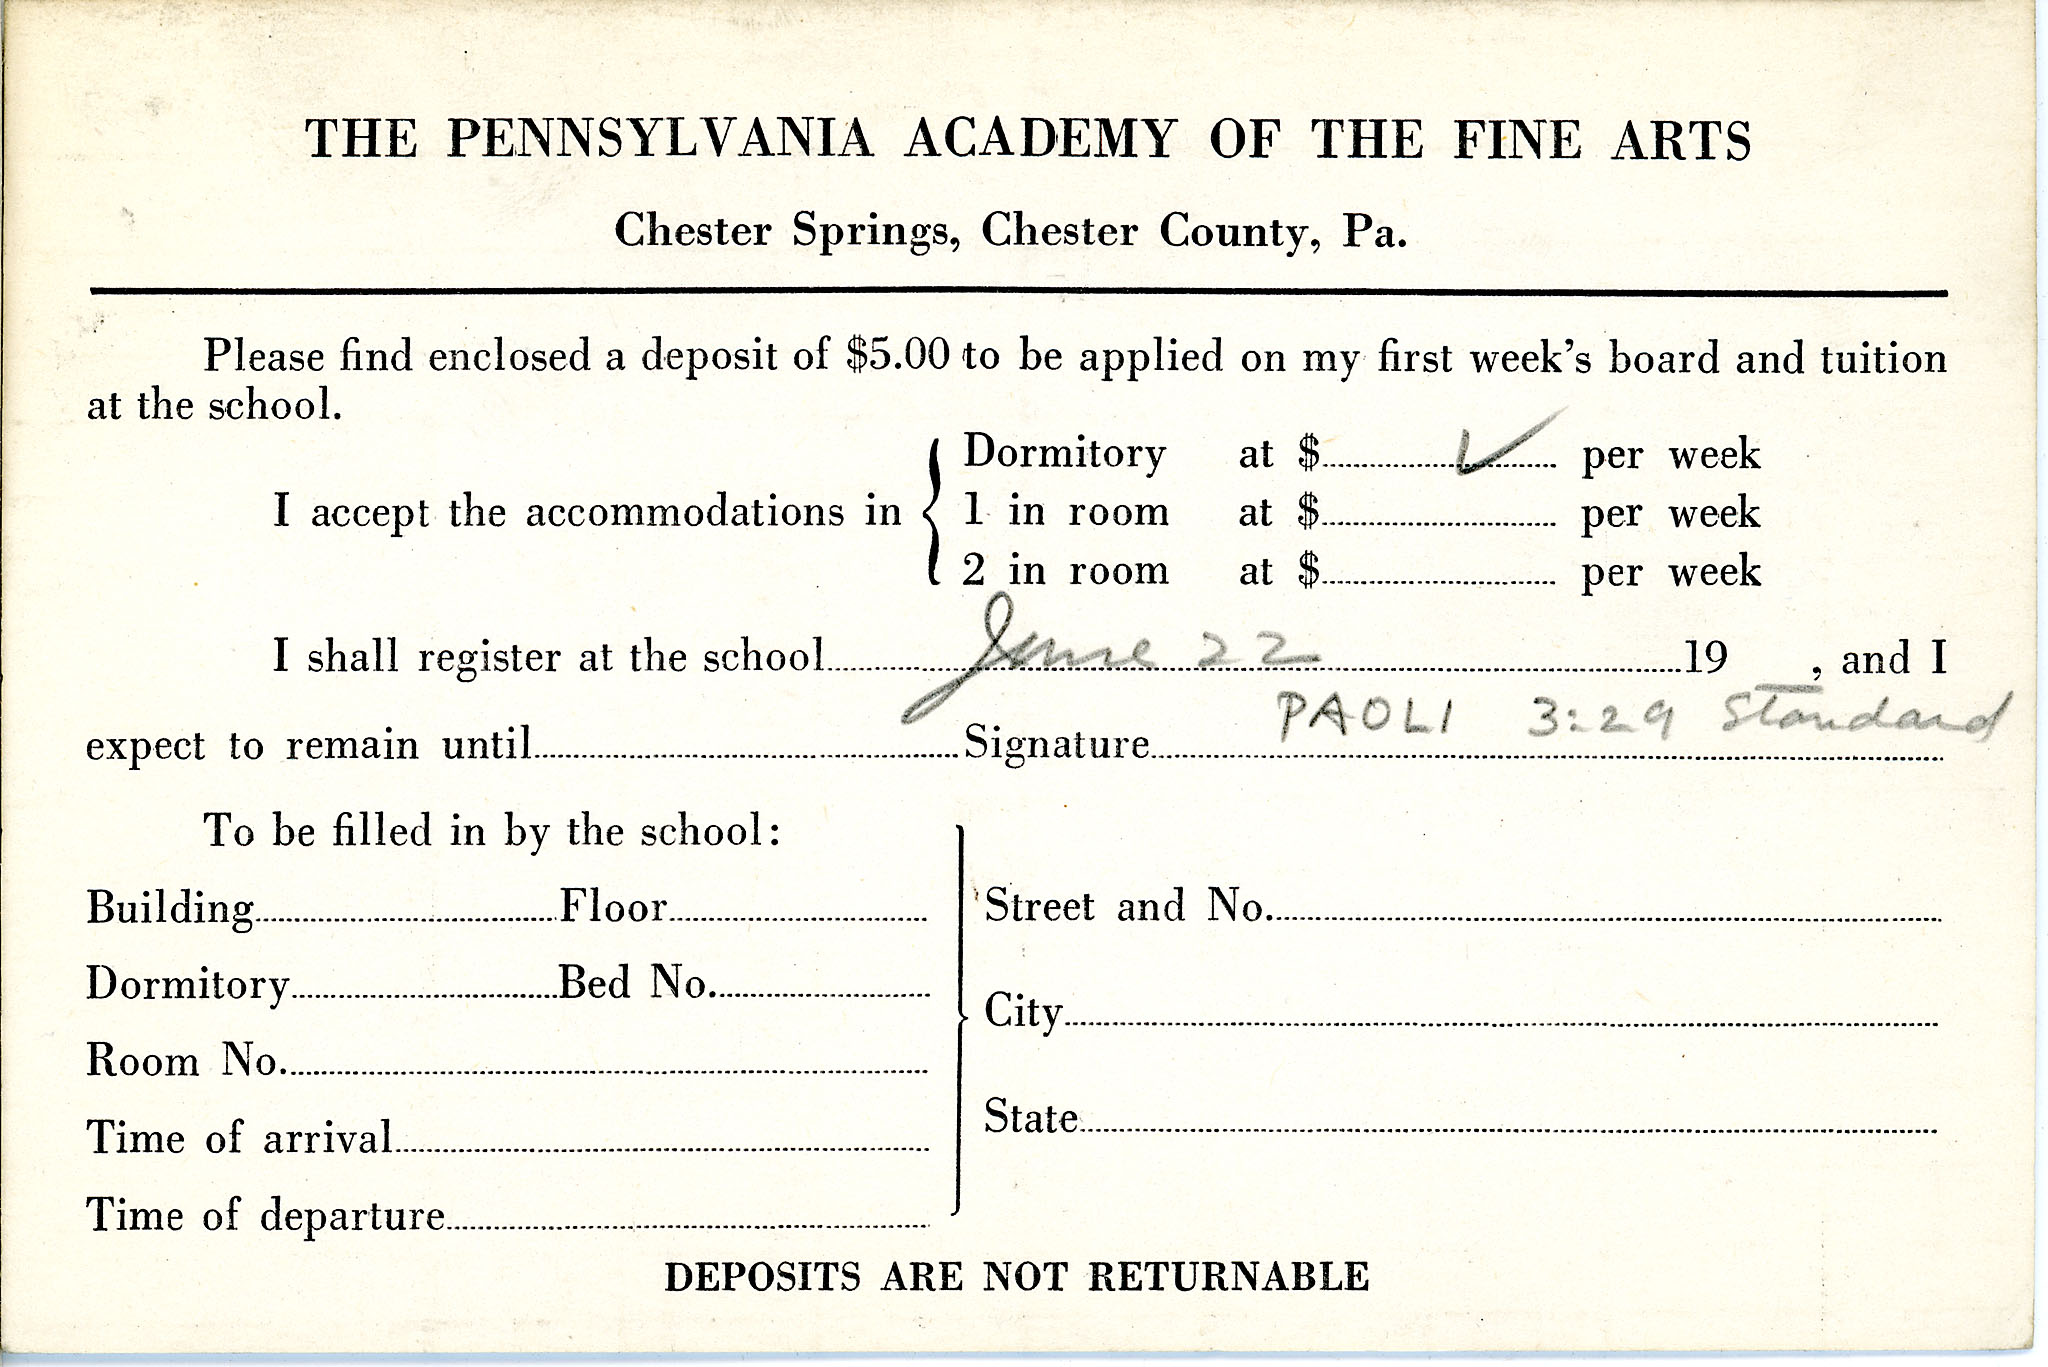 THE PENNSYLVANIA ACADEMY OF THE FINE ARTS
Chester Springs, Chester County, Pa.
Please find enclosed a deposit of $5.00 to be applied on my first week's board and tuition
at the school.
Dormitory at $ ✓ per week
I accept the accommodations in { 1 in room at $ per week
2 in room at $ per week
I shall register at the school June 22 19 , and I
PAOLI 3:29 Standard
expect to remain until Signature
To be filled in by the school:
Building Floor
Street and No.
Dormitory Bed No.
City
Room No.
State
Time of arrival
Time of departure
DEPOSITS ARE NOT RETURNABLE